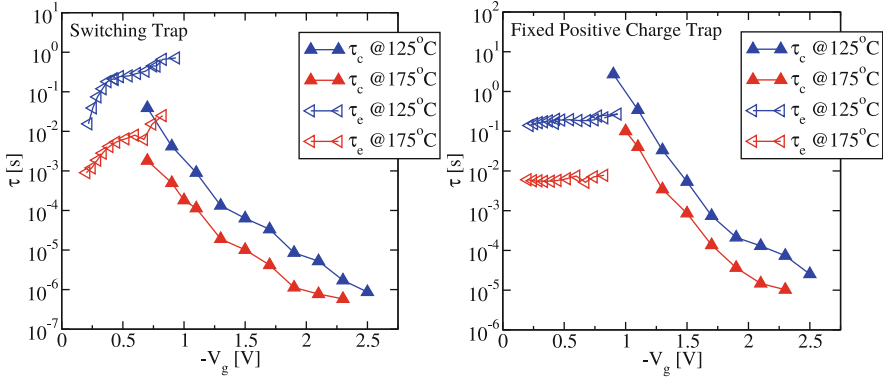 Switching Trap
τc @125°C
τc @175°C
τe @125°C
τe @175°C
10^1
10^0
10^-1
10^-2
10^-3
10^-4
10^-5
10^-6
10^-7
τ [s]
0
0.5
1
1.5
2
2.5
-Vg [V]
Fixed Positive Charge Trap
τc @125°C
τc @175°C
τe @125°C
τe @175°C
10^2
10^1
10^0
10^-1
10^-2
10^-3
10^-4
10^-5
10^-6
τ [s]
0
0.5
1
1.5
2
2.5
-Vg [V]